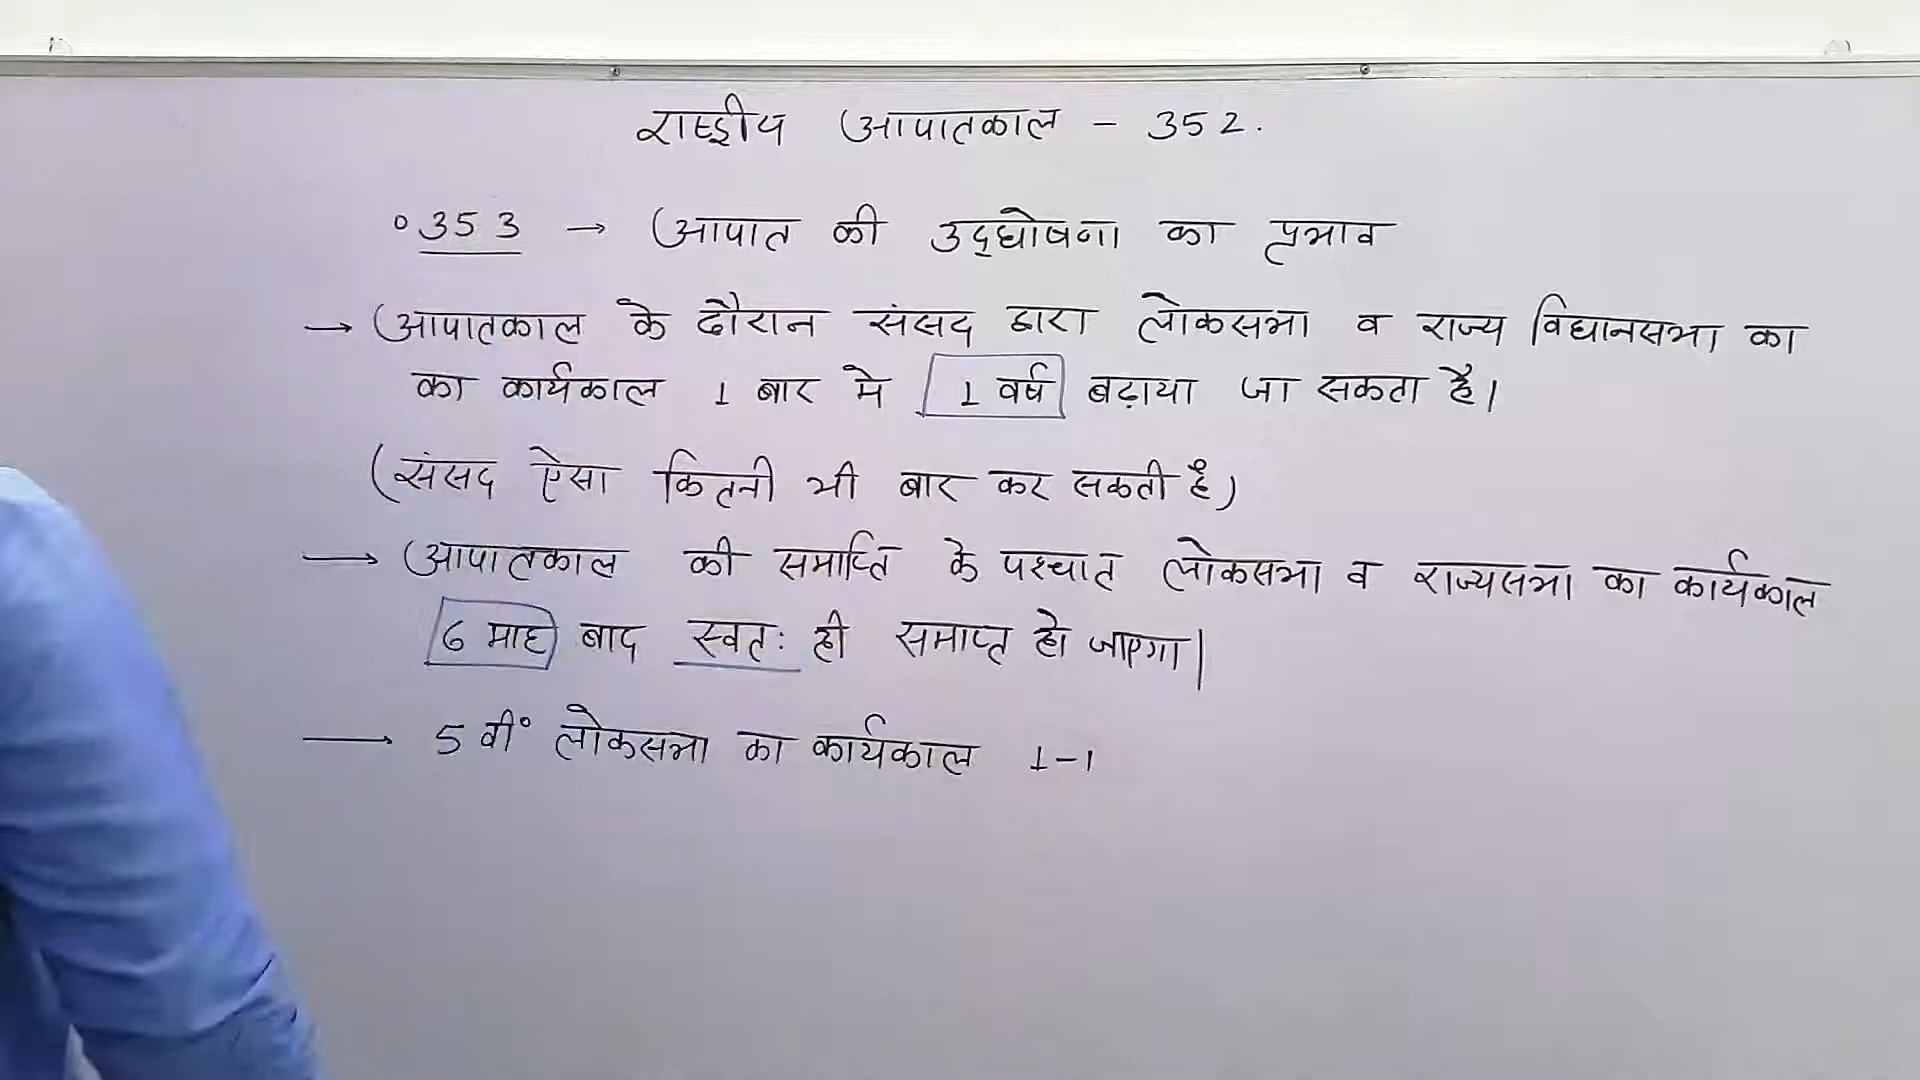 राष्ट्रीय आपातकाल - 352.
° 353 → आपात की उद्घोषणा का प्रभाव
→ आपातकाल के दौरान संसद द्वारा लोकसभा व राज्य विधानसभा का
का कार्यकाल 1 बार मे 1 वर्ष बढ़ाया जा सकता है।
(संसद ऐसा कितनी भी बार कर सकती है)
→ आपातकाल की समाप्ति के पश्चात लोकसभा व राज्यसभा का कार्यकाल
6 माह बाद स्वतः ही समाप्त हो जाएगा|
→ 5 वीं लोकसभा का कार्यकाल 1-1